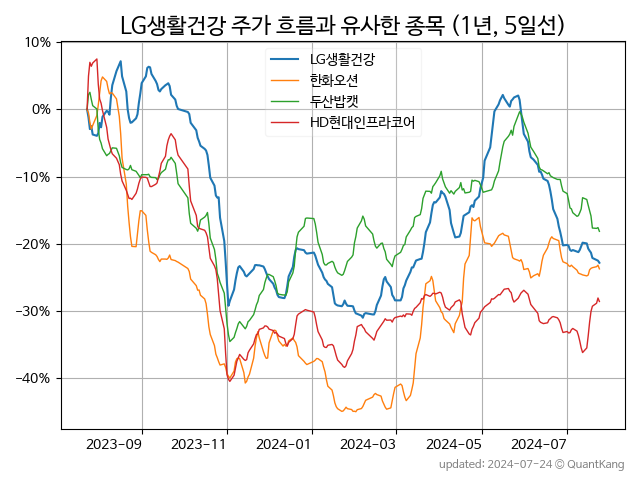 LG생활건강 주가 흐름과 유사한 종목 (1년, 5일선)
10%
0%
−10%
−20%
−30%
−40%
LG생활건강
한화오션
두산밥캣
HD현대인프라코어
2023-09
2023-11
2024-01
2024-03
2024-05
2024-07
updated: 2024-07-24 © QuantKang